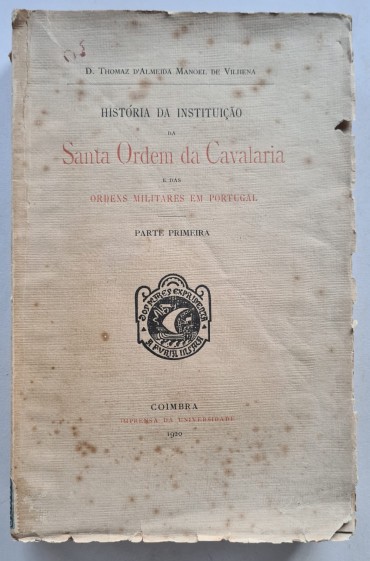 D. THOMAZ D'ALMEIDA MANOEL DE VILHENA
HISTÓRIA DA INSTITUIÇÃO
DA
Santa Ordem da Cavalaria
E DAS
ORDENS MILITARES EM PORTUGAL
PARTE PRIMEIRA
COIMBRA
IMPRENSA DA UNIVERSIDADE
1920